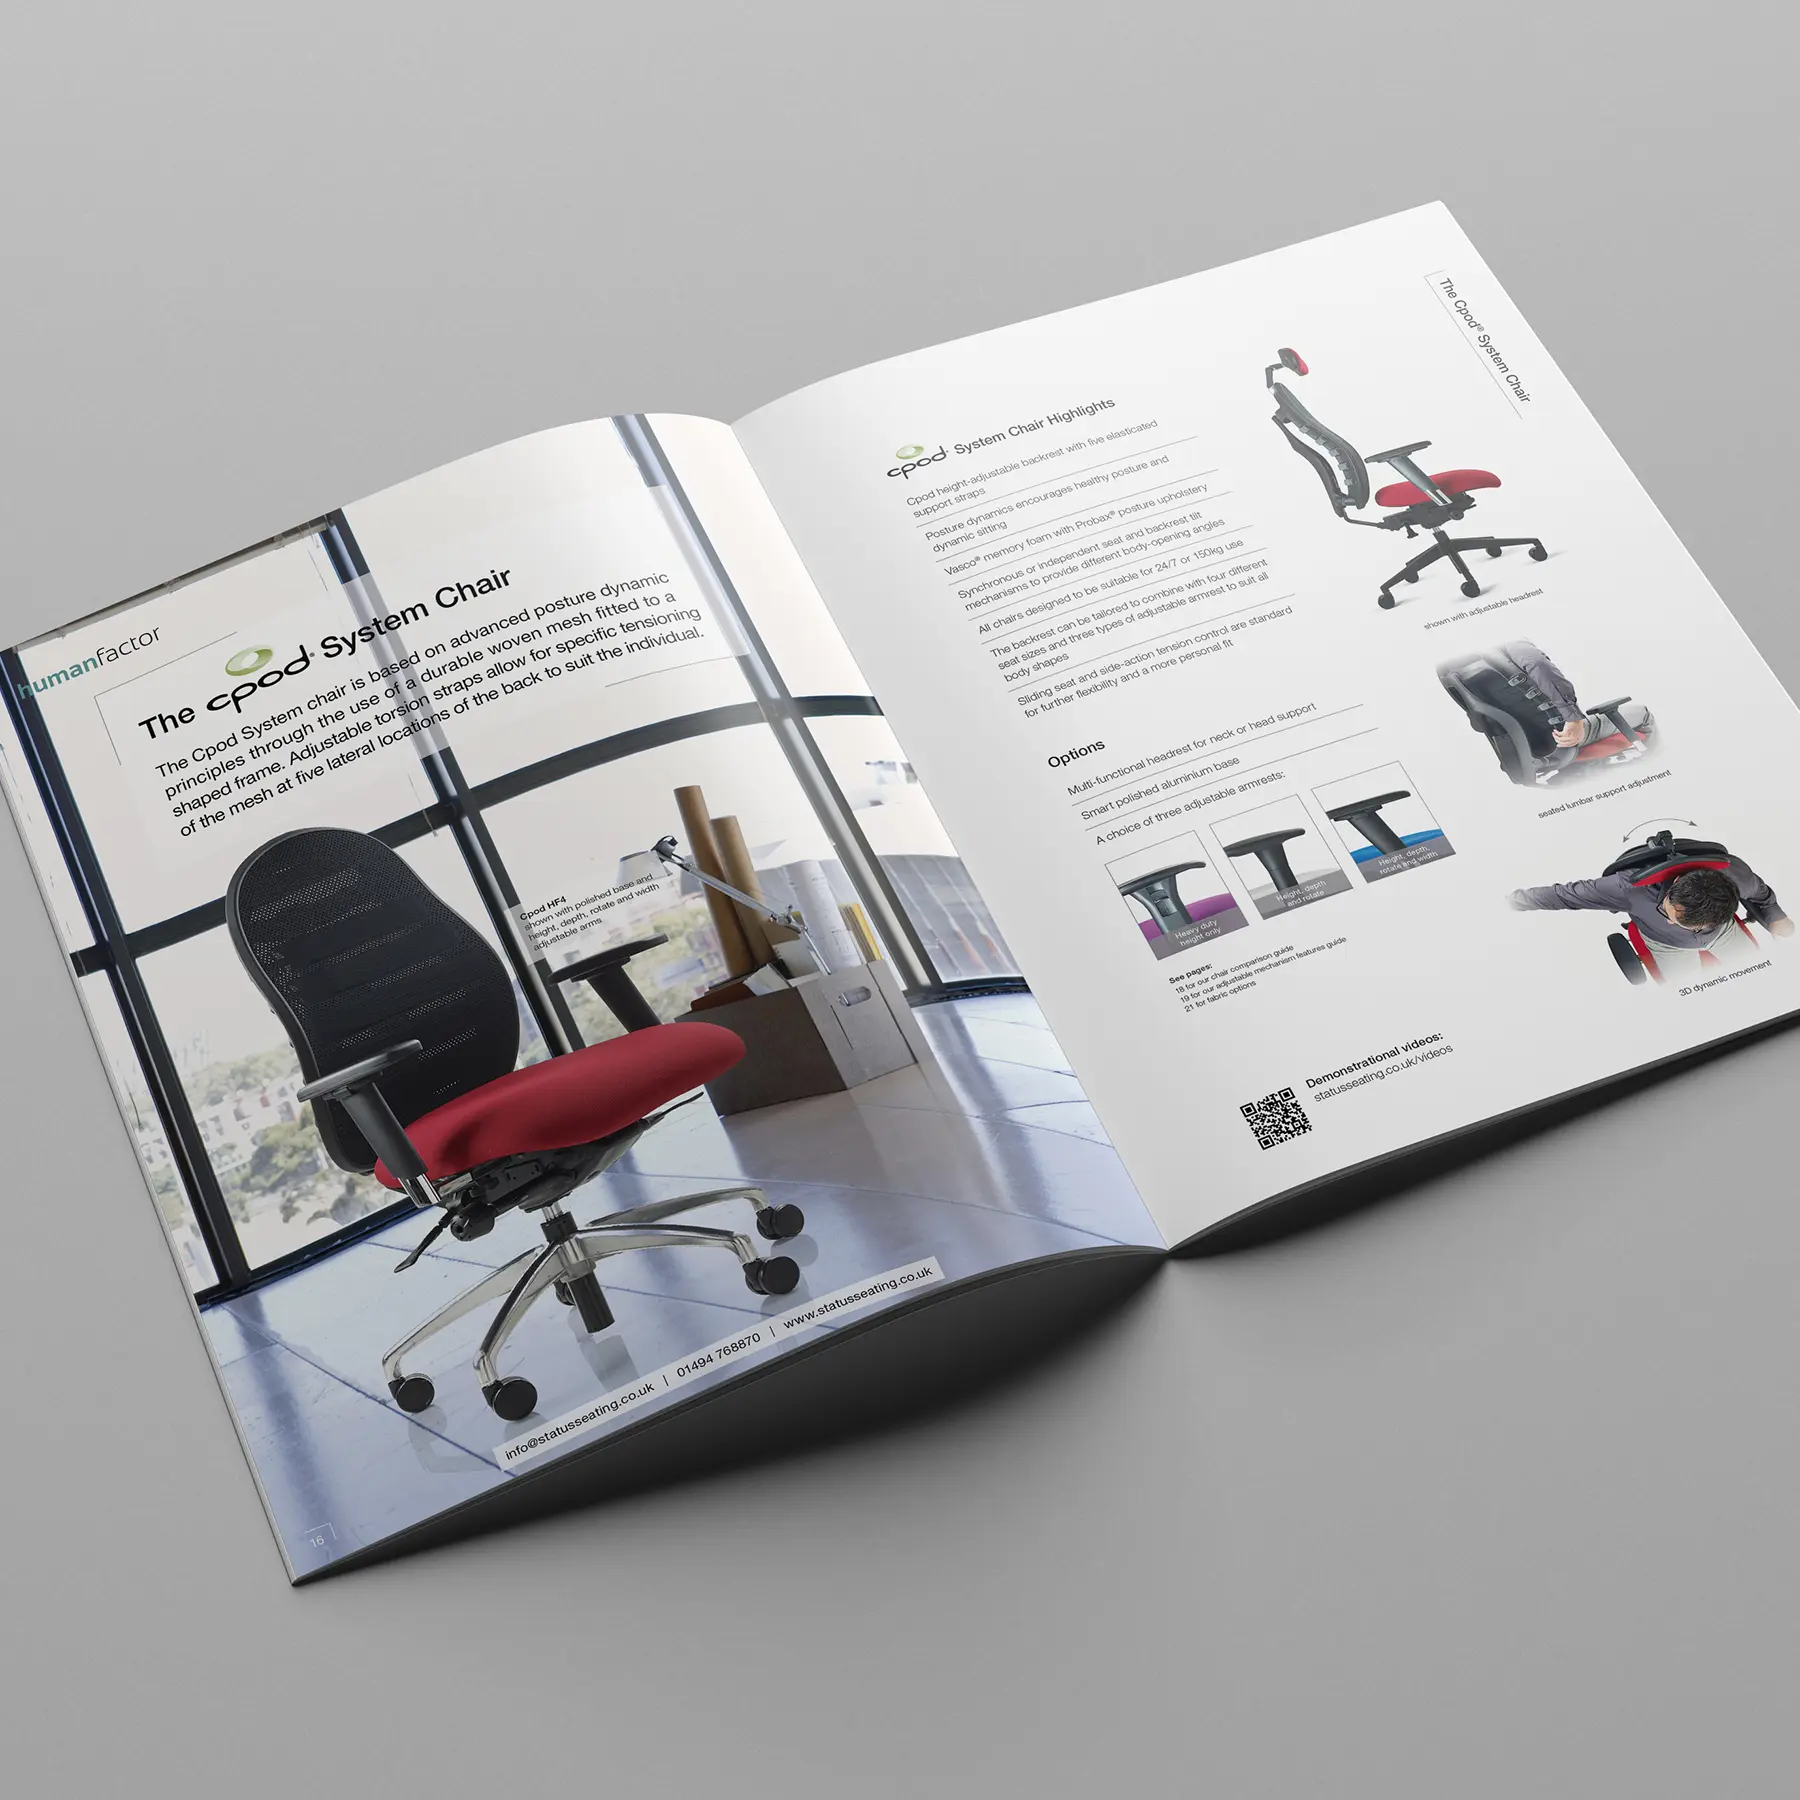 humanfactor
The cpod® System Chair
The Cpod System chair is based on advanced posture dynamic
principles through the use of a durable woven mesh fitted to a
shaped frame. Adjustable torsion straps allow for specific tensioning
of the mesh at five lateral locations of the back to suit the individual.
Cpod HF4
shown with polished base and
height, depth, rotate and width
adjustable arms
info@statusseating.co.uk | 01494 768870 | www.statusseating.co.uk
16
The Cpod® System Chair
cpod® System Chair Highlights
Cpod height-adjustable backrest with five elasticated
support straps
Posture dynamics encourages healthy posture and
dynamic sitting
Vasco® memory foam with Probax® posture upholstery
Synchronous or independent seat and backrest tilt
mechanisms to provide different body-opening angles
All chairs designed to be suitable for 24/7 or 150kg use
The backrest can be tailored to combine with four different
seat sizes and three types of adjustable armrest to suit all
body shapes
Sliding seat and side-action tension control are standard
for further flexibility and a more personal fit
Options
Multi-functional headrest for neck or head support
Smart polished aluminium base
A choice of three adjustable armrests:
Heavy duty
height only
Height, depth
and rotate
Height, depth,
rotate and width
See pages:
18 for our chair comparison guide
19 for our adjustable mechanism features guide
21 for fabric options
shown with adjustable headrest
seated lumbar support adjustment
3D dynamic movement
Demonstrational videos:
statusseating.co.uk/videos